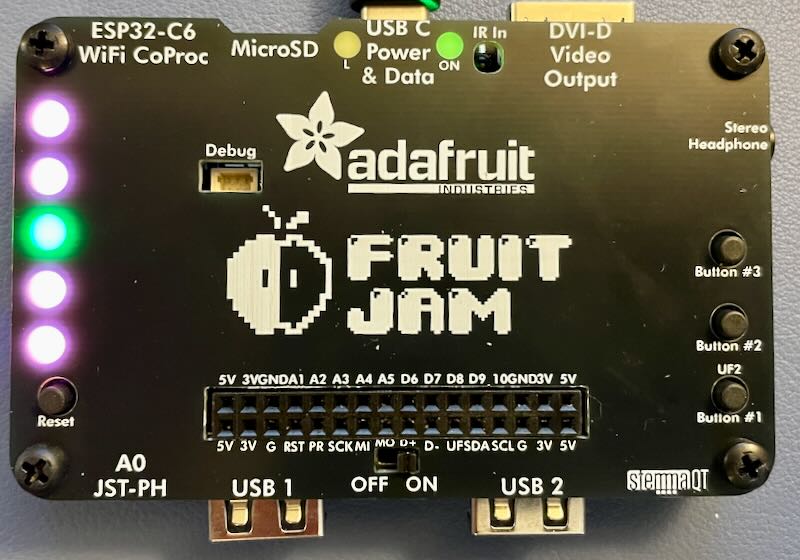 ESP32-C6
WiFi CoProc
MicroSD
L
USB C
Power
& Data
ON
IR In
DVI-D
Video
Output
Stereo
Headphone
Debug
adafruit
INDUSTRIES
FRUIT
JAM
Button #3
Button #2
UF2
Button #1
Reset
5V 3VGNDA1 A2 A3 A4 A5 D6 D7 D8 D9 10GND3V 5V
5V 3V G RST PR SCKMI MO D+ D- UFSDASCL G 3V 5V
OFF ON
A0
JST-PH
USB 1
USB 2
stemma QT